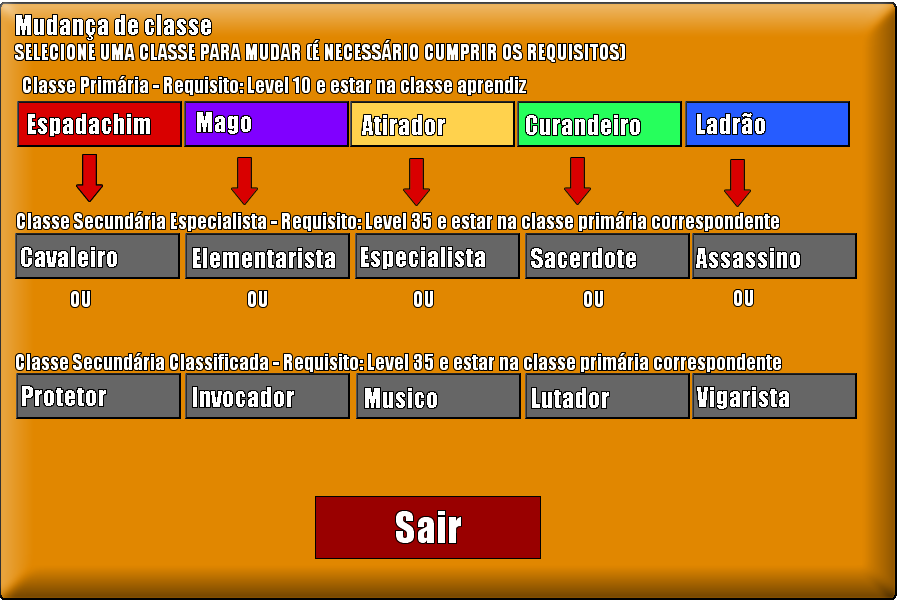 Mudança de classe
SELECIONE UMA CLASSE PARA MUDAR (É NECESSÁRIO CUMPRIR OS REQUISITOS)
Classe Primária - Requisito: Level 10 e estar na classe aprendiz
Espadachim Mago Atirador Curandeiro Ladrão
Classe Secundária Especialista - Requisito: Level 35 e estar na classe primária correspondente
Cavaleiro Elementarista Especialista Sacerdote Assassino
OU OU OU OU OU
Classe Secundária Classificada - Requisito: Level 35 e estar na classe primária correspondente
Protetor Invocador Musico Lutador Vigarista
Sair